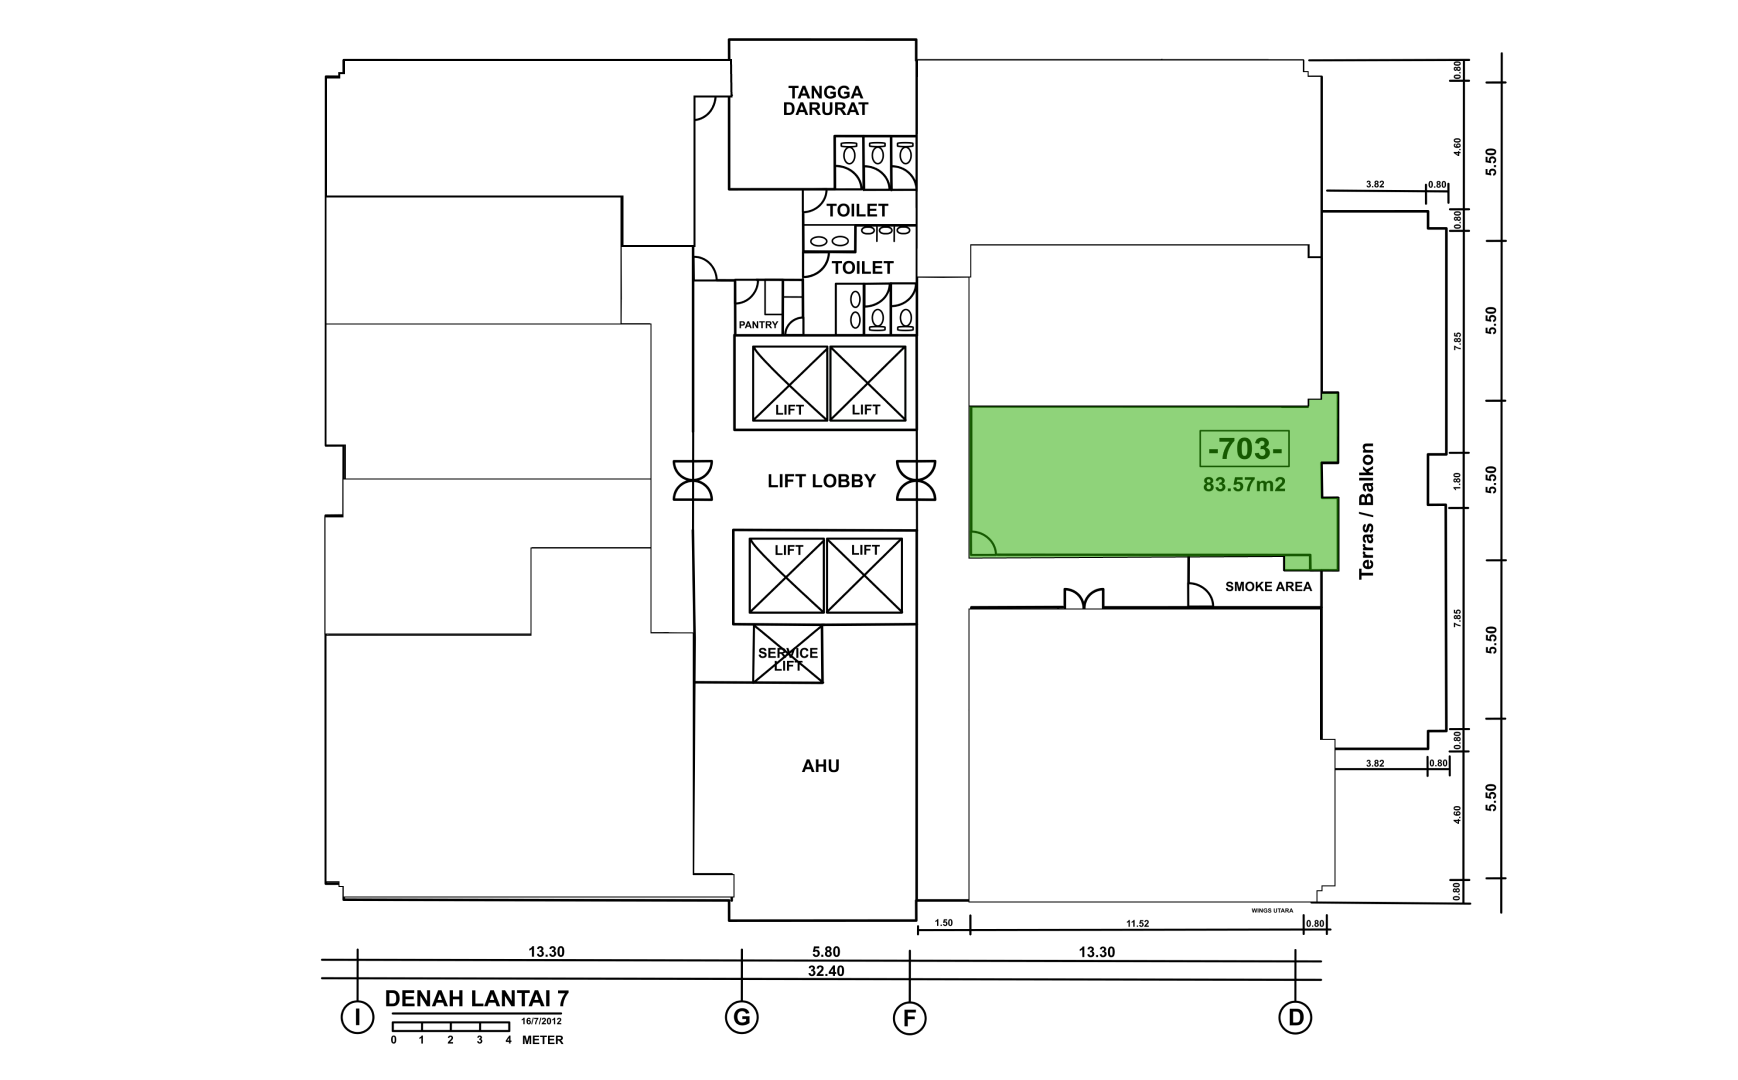 TANGGA
DARURAT
TOILET
TOILET
PANTRY
LIFT
LIFT
LIFT LOBBY
LIFT
LIFT
SERVICE
LIFT
AHU
-703-
83.57m2
SMOKE AREA
Terras / Balkon
3.82
0.80
0.80
4.60
0.80
7.85
1.80
7.85
0.80
4.60
0.80
5.50
5.50
5.50
5.50
5.50
3.82
0.80
WINGS UTARA
1.50
11.52
0.80
13.30
5.80
13.30
32.40
I
G
F
D
DENAH LANTAI 7
16/7/2012
0 1 2 3 4 METER